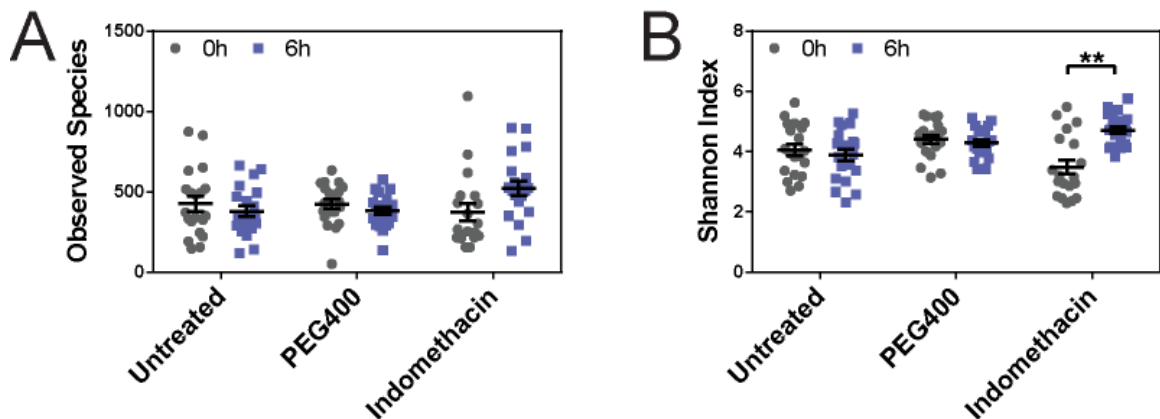 A
Observed Species
1500
1000
500
0
0h
6h
Untreated
PEG400
Indomethacin
B
Shannon Index
8
6
4
2
0
0h
6h
**
Untreated
PEG400
Indomethacin